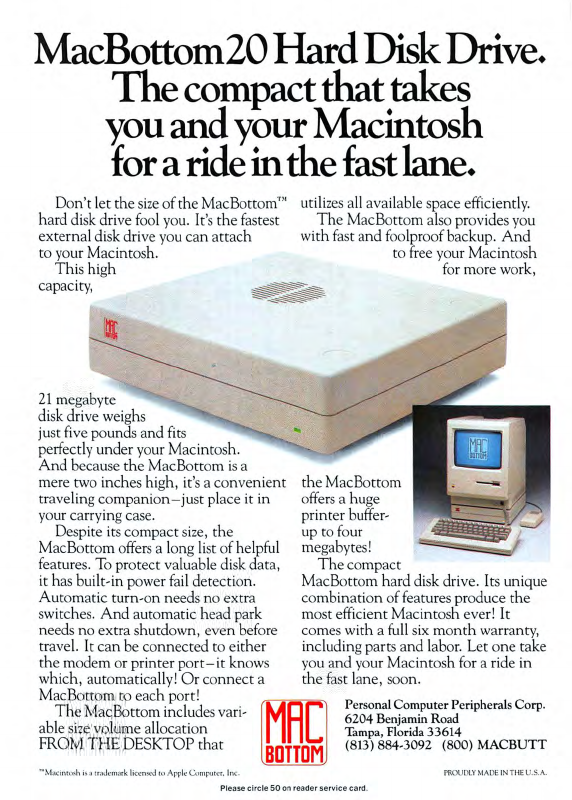 MacBottom20 Hard Disk Drive.
The compact that takes
you and your Macintosh
for a ride in the fast lane.
Don't let the size of the MacBottom™
hard disk drive fool you. It's the fastest
external disk drive you can attach
to your Macintosh.
This high
capacity,
MAC
BOTTOM
21 megabyte
disk drive weighs
just five pounds and fits
perfectly under your Macintosh.
And because the MacBottom is a
mere two inches high, it's a convenient
traveling companion—just place it in
your carrying case.
Despite its compact size, the
MacBottom offers a long list of helpful
features. To protect valuable disk data,
it has built-in power fail detection.
Automatic turn-on needs no extra
switches. And automatic head park
needs no extra shutdown, even before
travel. It can be connected to either
the modem or printer port—it knows
which, automatically! Or connect a
MacBottom to each port!
The MacBottom includes vari-
able size volume allocation
FROM THE DESKTOP that
utilizes all available space efficiently.
The MacBottom also provides you
with fast and foolproof backup. And
to free your Macintosh
for more work,
MAC
BOTTOM
the MacBottom
offers a huge
printer buffer-
up to four
megabytes!
The compact
MacBottom hard disk drive. Its unique
combination of features produce the
most efficient Macintosh ever! It
comes with a full six month warranty,
including parts and labor. Let one take
you and your Macintosh for a ride in
the fast lane, soon.
MAC
BOTTOM
Personal Computer Peripherals Corp.
6204 Benjamin Road
Tampa, Florida 33614
(813) 884-3092 (800) MACBUTT
™Macintosh is a trademark licensed to Apple Computer, Inc.
PROUDLY MADE IN THE U.S.A.
Please circle 50 on reader service card.